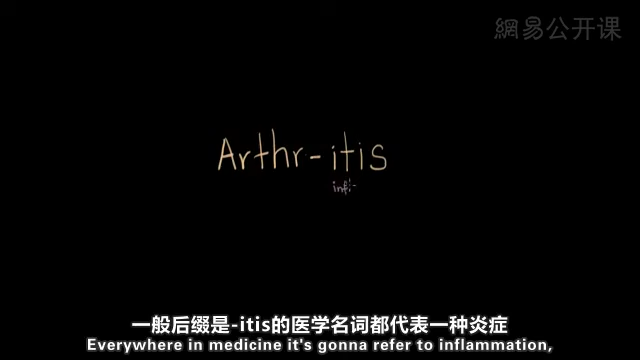 網易公开课
Arthr-itis
infl-
一般后缀是-itis的医学名词都代表一种炎症
Everywhere in medicine it's gonna refer to inflammation,